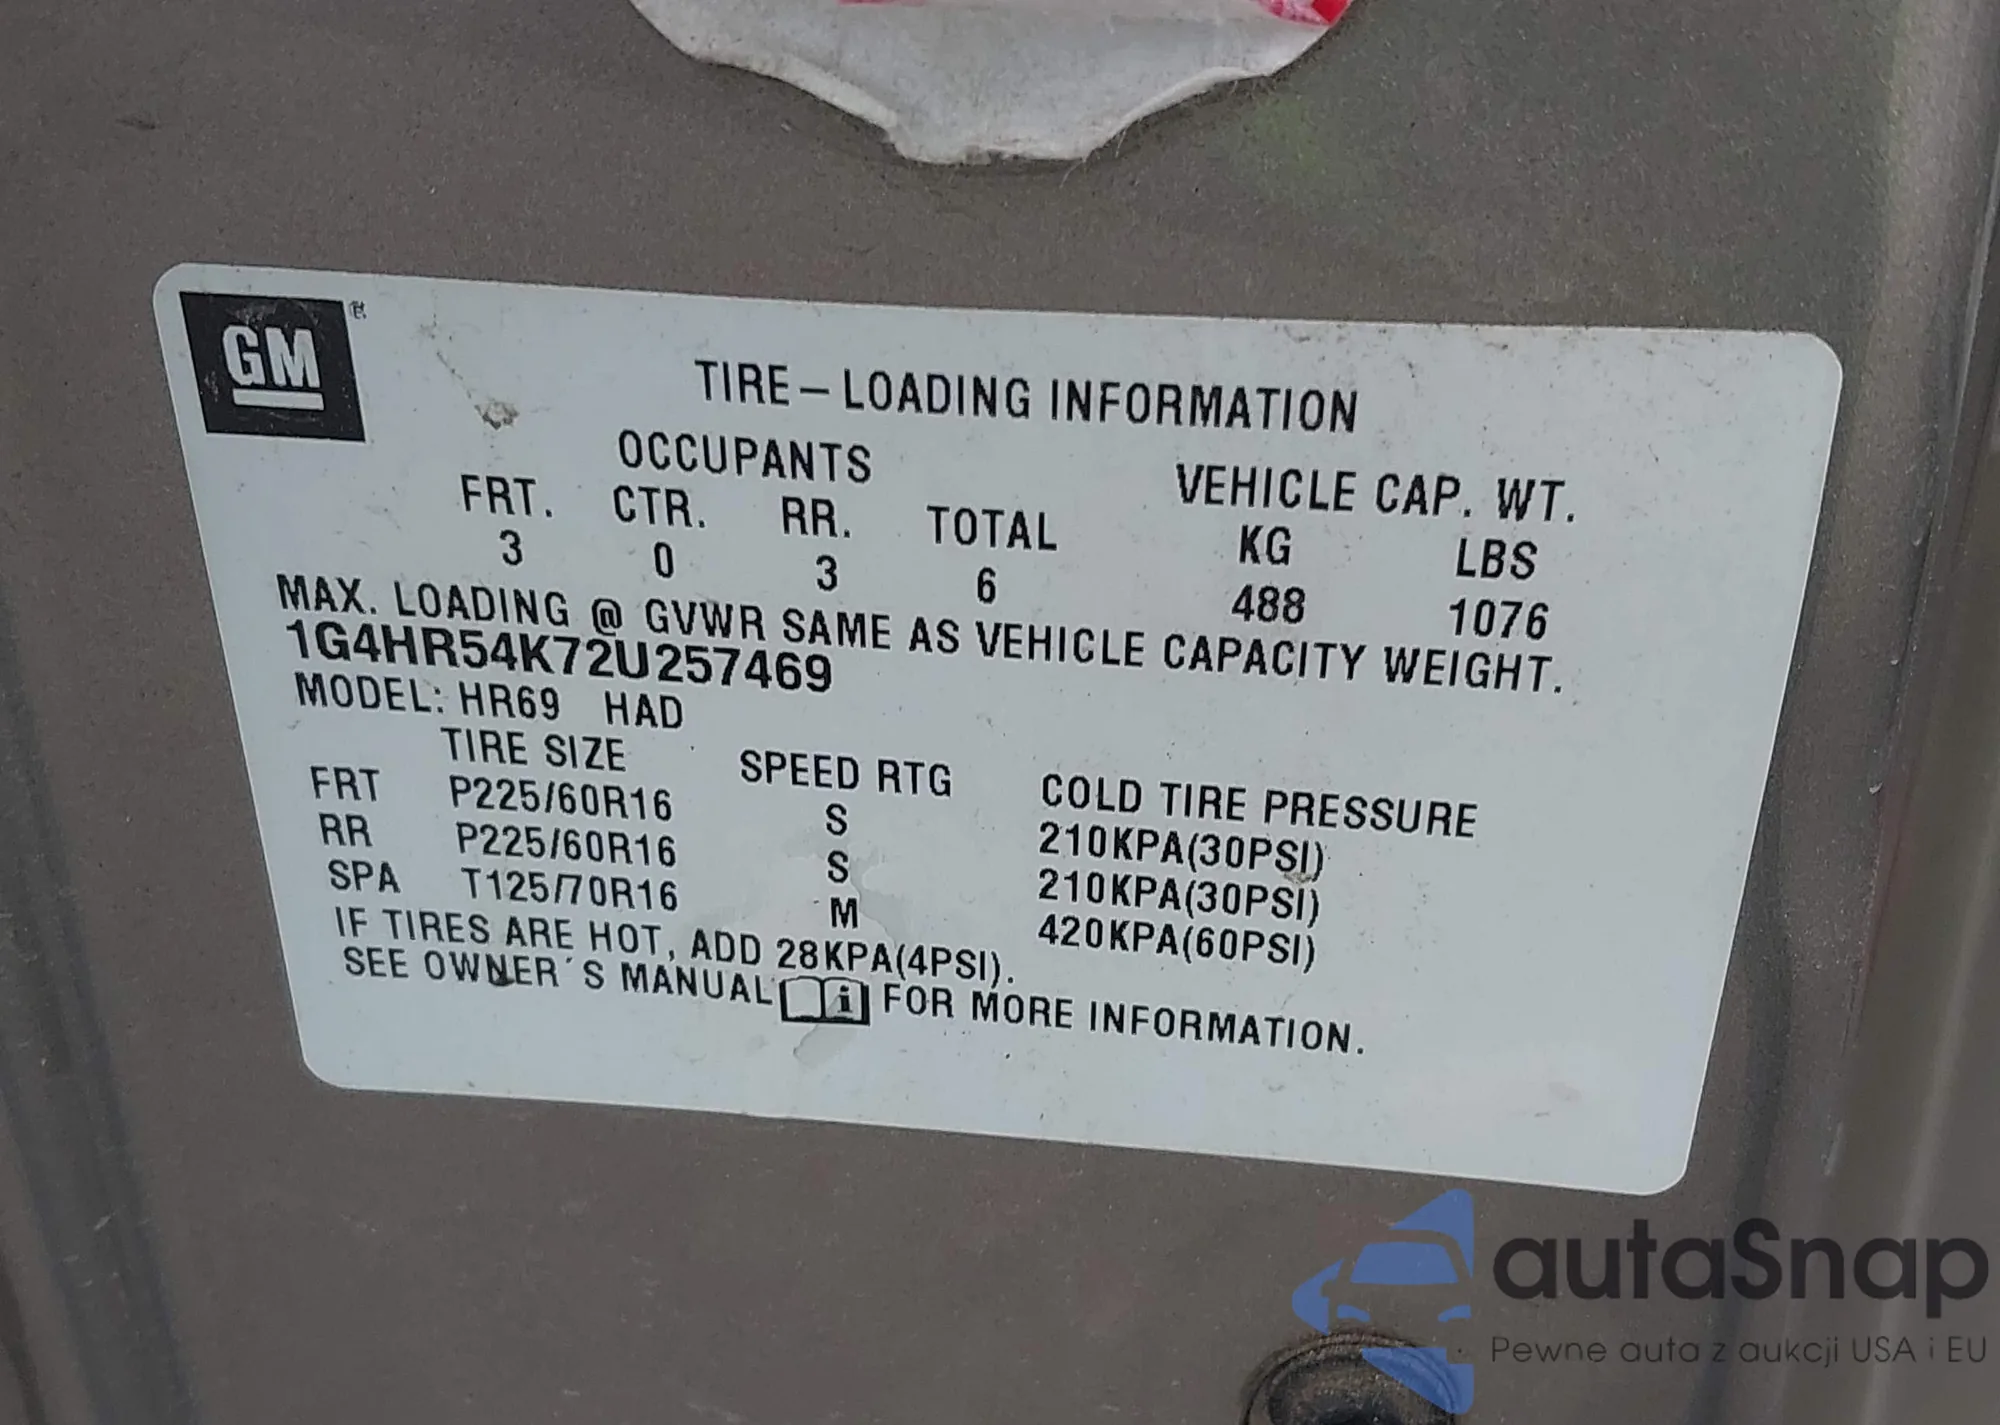 GM
TIRE – LOADING INFORMATION
OCCUPANTS VEHICLE CAP. WT.
FRT. CTR. RR. TOTAL KG LBS
3 0 3 6 488 1076
MAX. LOADING @ GVWR SAME AS VEHICLE CAPACITY WEIGHT.
1G4HR54K72U257469
MODEL: HR69 HAD
TIRE SIZE SPEED RTG COLD TIRE PRESSURE
FRT P225/60R16 S 210KPA(30PSI)
RR P225/60R16 S 210KPA(30PSI)
SPA T125/70R16 M 420KPA(60PSI)
IF TIRES ARE HOT, ADD 28KPA(4PSI).
SEE OWNER´S MANUAL i FOR MORE INFORMATION.
autaSnap
Pewne auta z aukcji USA i EU